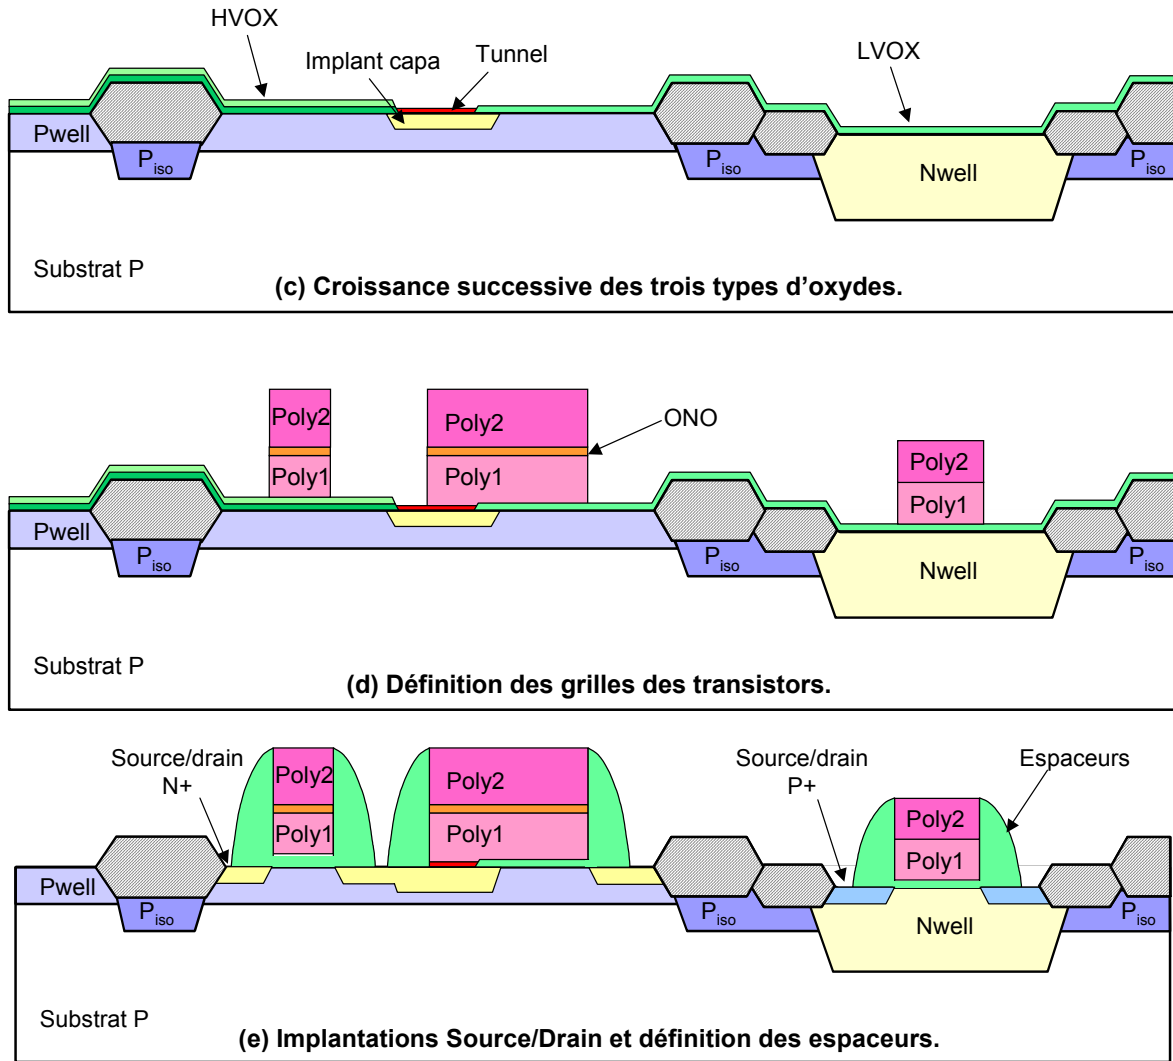 HVOX
Implant capa
Tunnel
LVOX
Pwell
Piso
Piso
Nwell
Piso
Substrat P
(c) Croissance successive des trois types d'oxydes.
Poly2
Poly1
Poly2
Poly1
ONO
Poly2
Poly1
Pwell
Piso
Piso
Nwell
Piso
Substrat P
(d) Définition des grilles des transistors.
Source/drain
N+
Poly2
Poly1
Poly2
Poly1
Source/drain
P+
Espaceurs
Poly2
Poly1
Pwell
Piso
Piso
Nwell
Piso
Substrat P
(e) Implantations Source/Drain et définition des espaceurs.